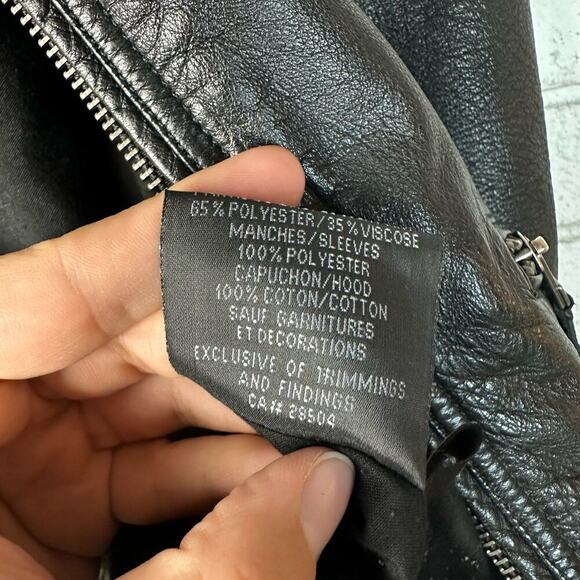 65% POLYESTER/35% VISCOSE
MANCHES/SLEEVES
100% POLYESTER
CAPUCHON/HOOD
100% COTON/COTTON
SAUF GARNITURES
ET DECORATIONS
EXCLUSIVE OF TRIMMINGS
AND FINDINGS
CA# 28504